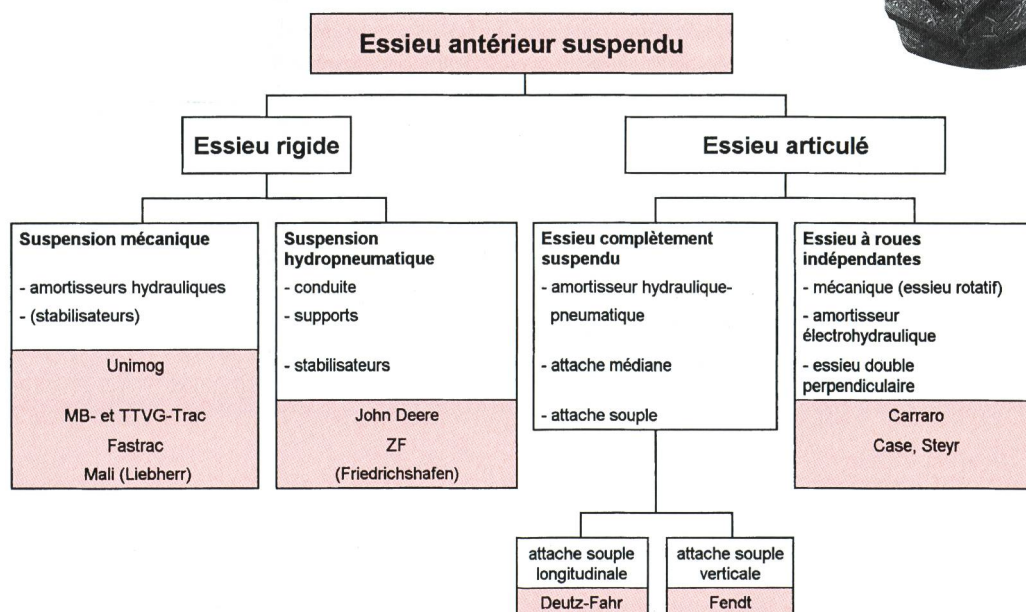 Essieu antérieur suspendu
Essieu rigide
Essieu articulé
Suspension mécanique
- amortisseurs hydrauliques
- (stabilisateurs)
Unimog
MB- et TTVG-Trac
Fastrac
Mali (Liebherr)
Suspension
hydropneumatique
- conduite
- supports
- stabilisateurs
John Deere
ZF
(Friedrichshafen)
Essieu complètement
suspendu
- amortisseur hydraulique-
pneumatique
- attache médiane
- attache souple
Essieu à roues
indépendantes
- mécanique (essieu rotatif)
- amortisseur
électrohydraulique
- essieu double
perpendiculaire
Carraro
Case, Steyr
attache souple
longitudinale
Deutz-Fahr
attache souple
verticale
Fendt